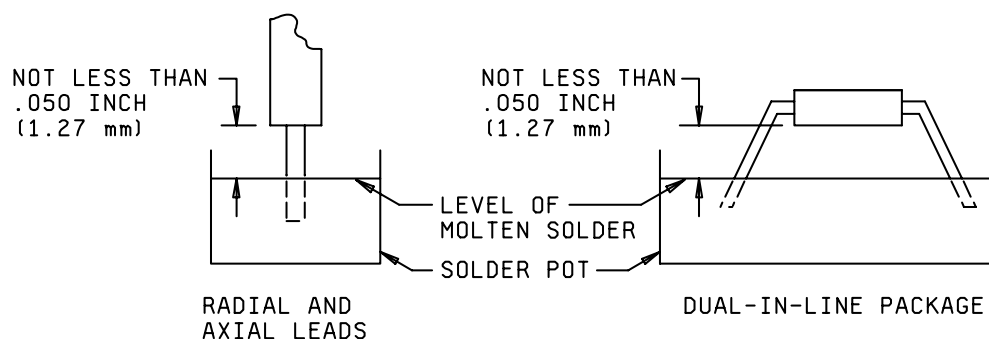 NOT LESS THAN
.050 INCH
(1.27 mm)
NOT LESS THAN
.050 INCH
(1.27 mm)
LEVEL OF
MOLTEN SOLDER
SOLDER POT
RADIAL AND
AXIAL LEADS
DUAL-IN-LINE PACKAGE